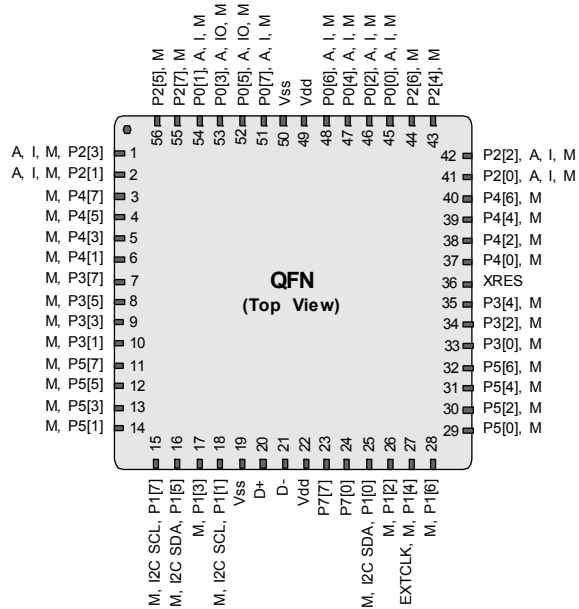 P2[5], M
P2[7], M
P0[1], A, I, M
P0[3], A, IO, M
P0[5], A, IO, M
P0[7], A, I, M
Vss
Vdd
P0[6], A, I, M
P0[4], A, I, M
P0[2], A, I, M
P0[0], A, I, M
P2[6], M
P2[4], M
56
55
54
53
52
51
50
49
48
47
46
45
44
43
A, I, M, P2[3] 1
A, I, M, P2[1] 2
M, P4[7] 3
M, P4[5] 4
M, P4[3] 5
M, P4[1] 6
M, P3[7] 7
M, P3[5] 8
M, P3[3] 9
M, P3[1] 10
M, P5[7] 11
M, P5[5] 12
M, P5[3] 13
M, P5[1] 14
QFN
(Top View)
42 P2[2], A, I, M
41 P2[0], A, I, M
40 P4[6], M
39 P4[4], M
38 P4[2], M
37 P4[0], M
36 XRES
35 P3[4], M
34 P3[2], M
33 P3[0], M
32 P5[6], M
31 P5[4], M
30 P5[2], M
29 P5[0], M
15
16
17
18
19
20
21
22
23
24
25
26
27
28
M, I2C SCL, P1[7]
M, I2C SDA, P1[5]
M, P1[3]
M, I2C SCL, P1[1]
Vss
D+
D-
Vdd
P7[7]
P7[0]
M, I2C SDA, P1[0]
M, P1[2]
EXTCLK, M, P1[4]
M, P1[6]